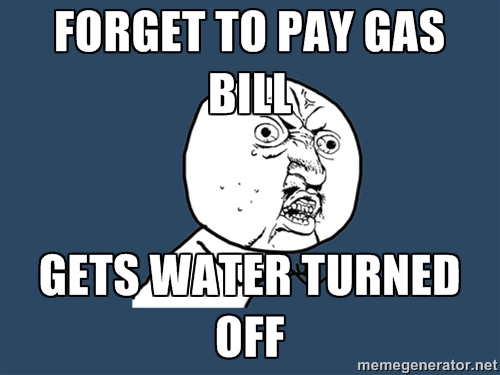 FORGET TO PAY GAS
BILL
GETS WATER TURNED
OFF
memegenerator.net